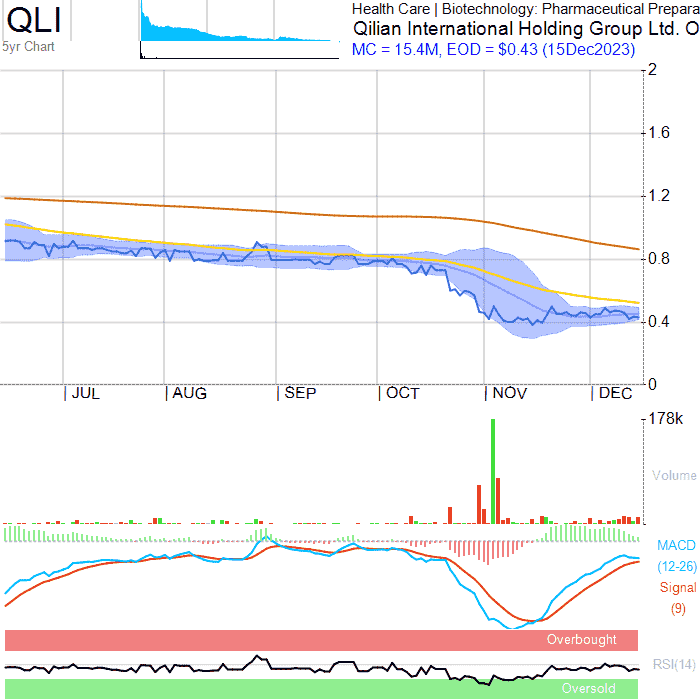 QLI
5yr Chart
Health Care | Biotechnology: Pharmaceutical Prepara
Qilian International Holding Group Ltd. O
MC = 15.4M, EOD = $0.43 (15Dec2023)
2
1.6
1.2
0.8
0.4
0
JUL
AUG
SEP
OCT
NOV
DEC
178k
Volume
MACD
(12-26)
Signal
(9)
Overbought
RSI(14)
Oversold